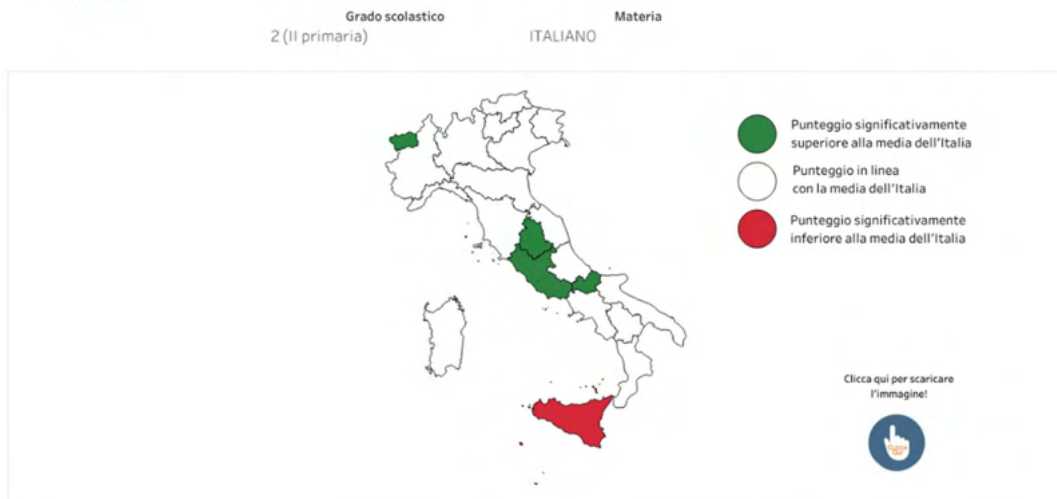 Grado scolastico
Materia
2 (II primaria)
ITALIANO
Punteggio significativamente
superiore alla media dell'Italia
Punteggio in linea
con la media dell'Italia
Punteggio significativamente
inferiore alla media dell'Italia
Clicca qui per scaricare
l'immagine!